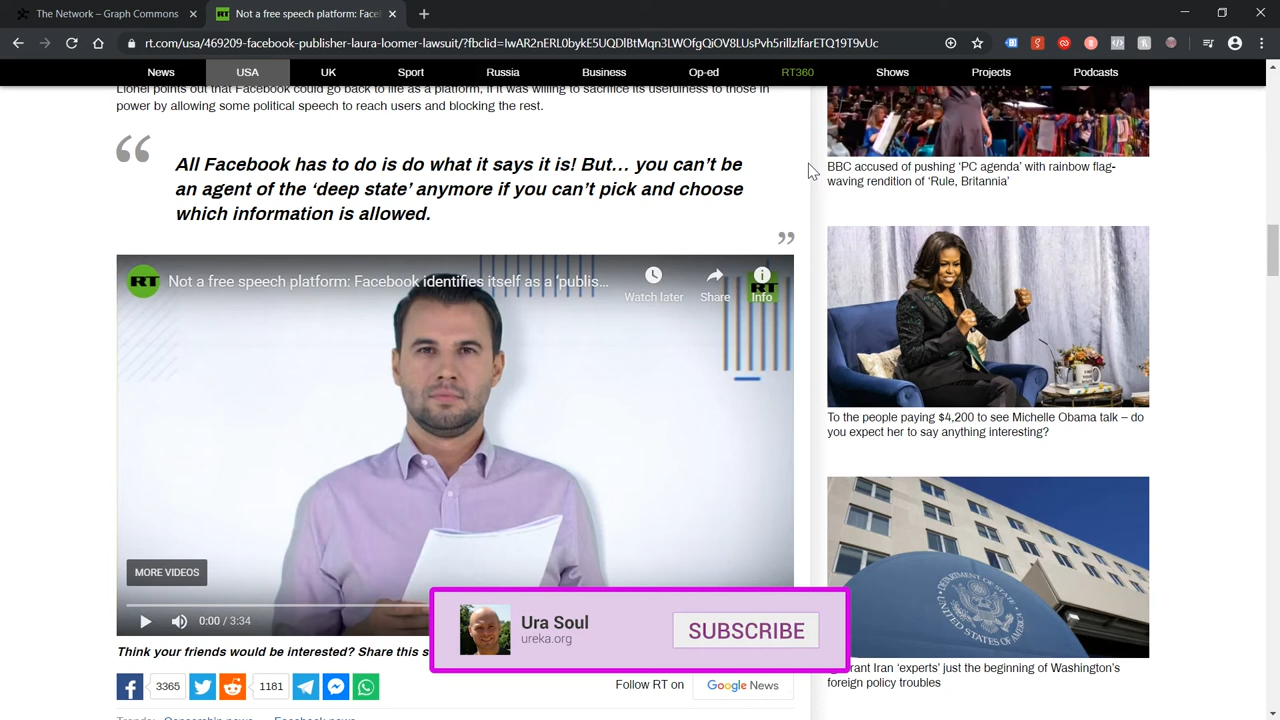 The Network – Graph Commons
Not a free speech platform: Face
rt.com/usa/469209-facebook-publisher-laura-loomer-lawsuit/?fbclid=IwAR2nERL0bykE5UQDlBtMqn3LWOfgQiOV8LUsPvh5rillzlfarETQ19T9vUc
News USA UK Sport Russia Business Op-ed RT360 Shows Projects Podcasts
Lionel points out that Facebook could go back to life as a platform, if it was willing to sacrifice its usefulness to those in
power by allowing some political speech to reach users and blocking the rest.
“
All Facebook has to do is do what it says it is! But… you can’t be
an agent of the ‘deep state’ anymore if you can’t pick and choose
which information is allowed.
”
RT Not a free speech platform: Facebook identifies itself as a ‘publis...
Watch later Share Info
RT
MORE VIDEOS
0:00 / 3:34
Ura Soul
ureka.org
SUBSCRIBE
Think your friends would be interested? Share this s
3365 1181
Follow RT on Google News
Trends: Censorship news Facebook news
BBC accused of pushing ‘PC agenda’ with rainbow flag-
waving rendition of ‘Rule, Britannia’
To the people paying $4,200 to see Michelle Obama talk – do
you expect her to say anything interesting?
UNITED STATES
rant Iran ‘experts’ just the beginning of Washington’s
foreign policy troubles